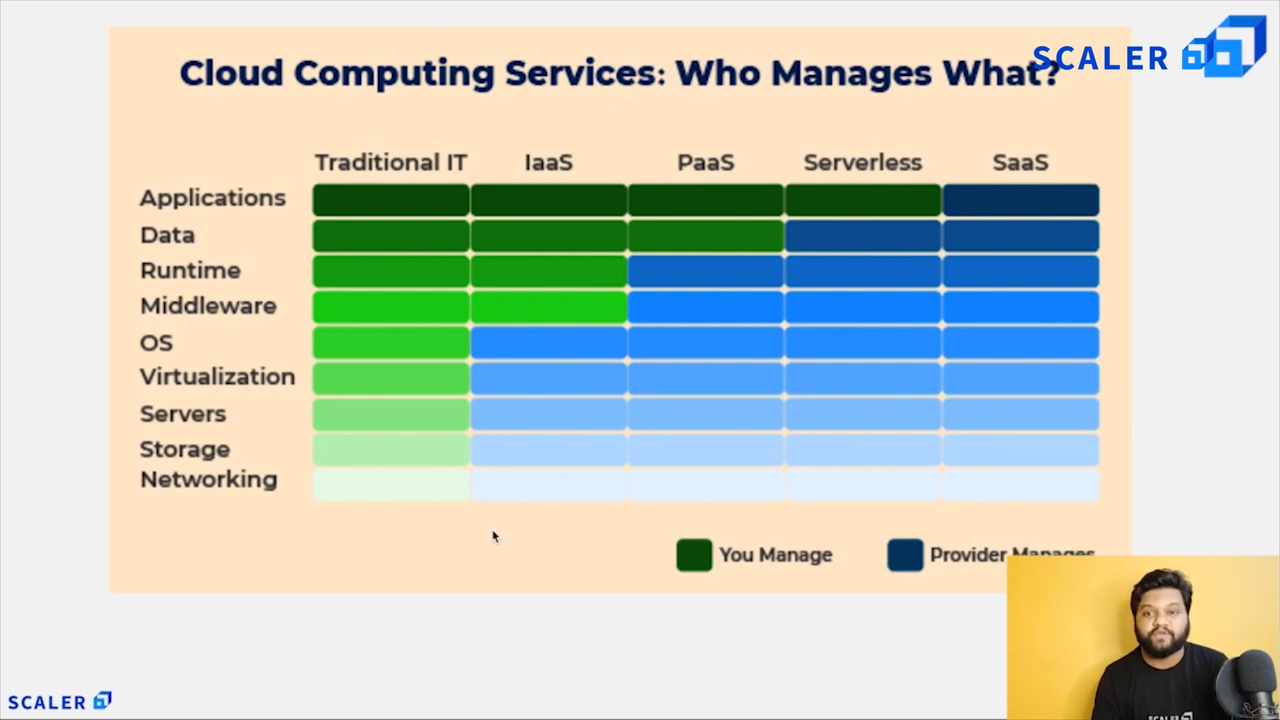 Cloud Computing Services: Who Manages What?
SCALER
Traditional IT IaaS PaaS Serverless SaaS
Applications
Data
Runtime
Middleware
OS
Virtualization
Servers
Storage
Networking
You Manage Provider Manages
SCALER
SCALER